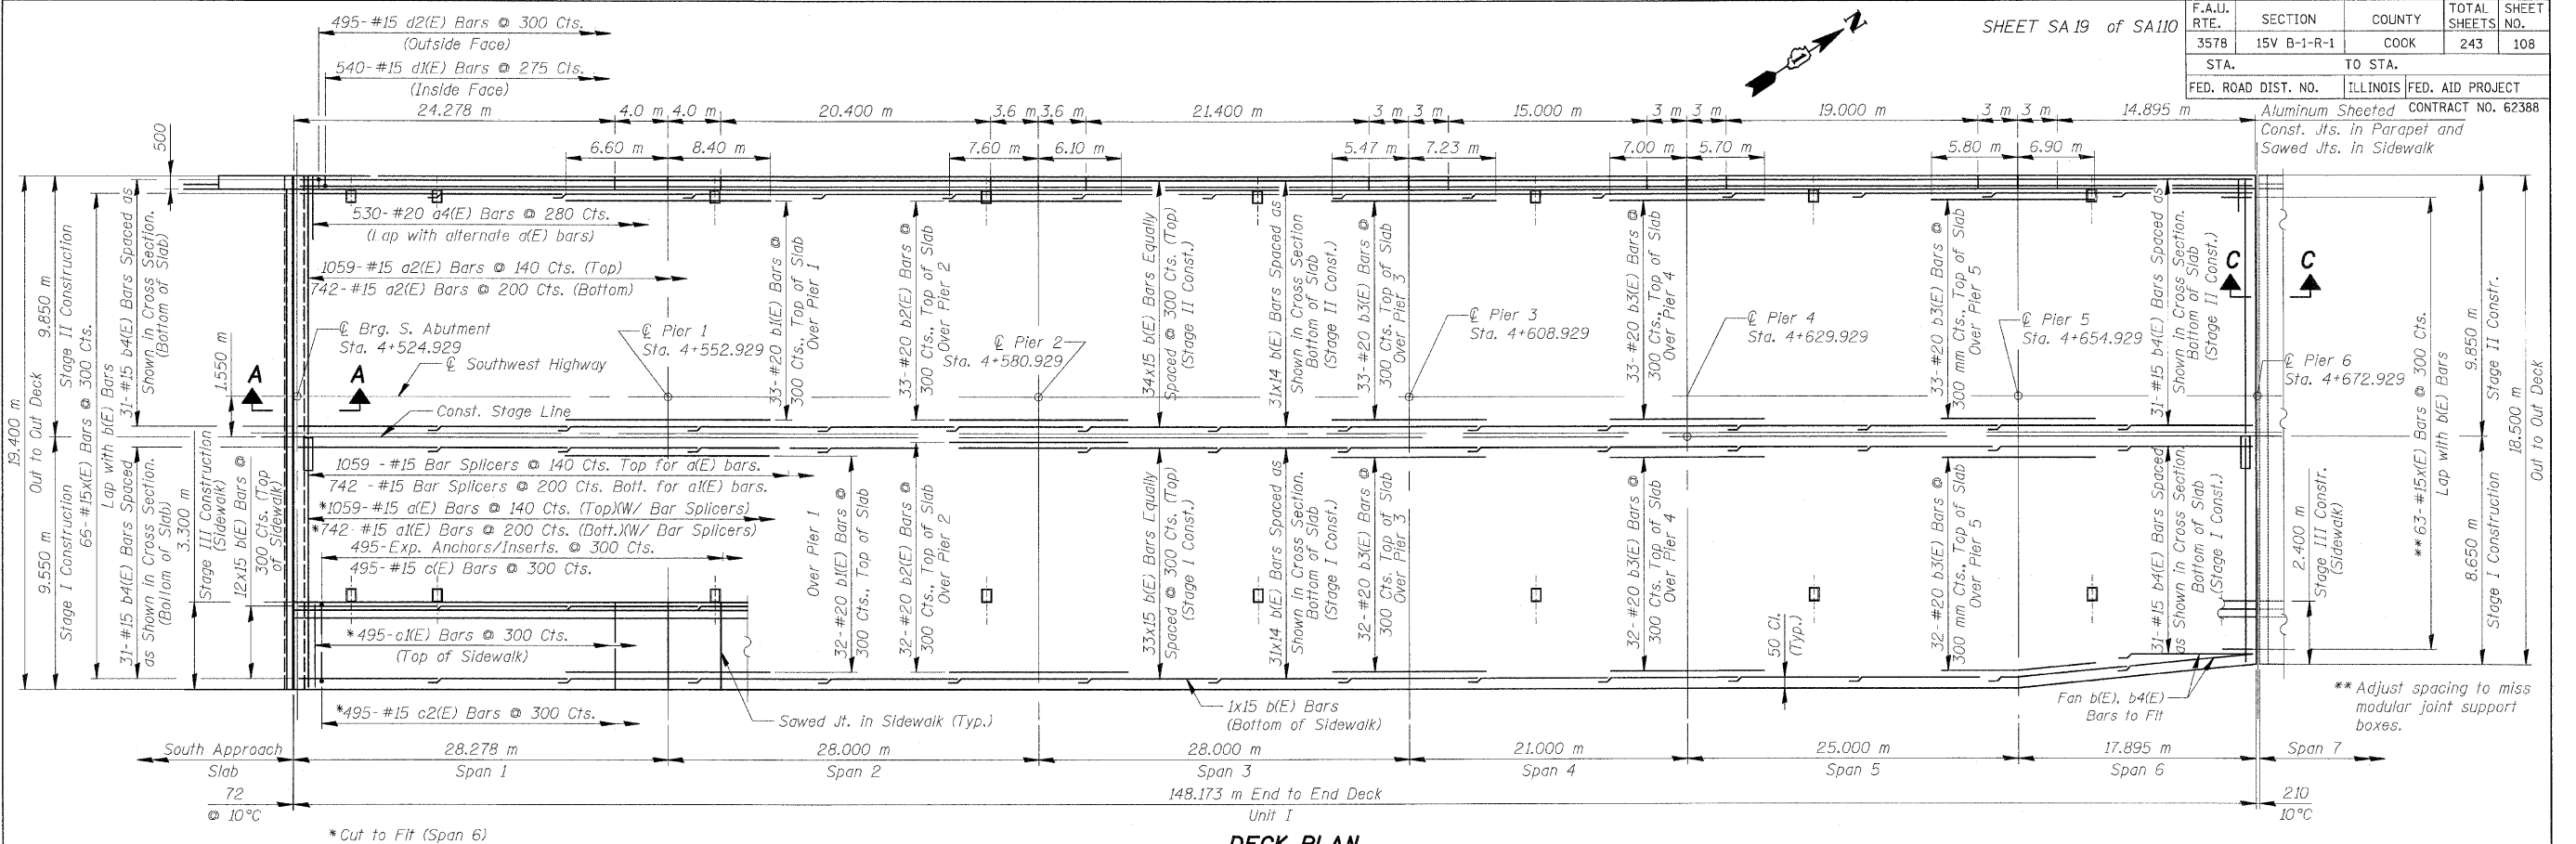 SHEET SA 19 of SA110
F.A.U. RTE.
SECTION
COUNTY
TOTAL SHEETS
SHEET NO.
3578
15V B-1-R-1
COOK
243
108
STA.
TO STA.
FED. ROAD DIST. NO.
ILLINOIS
FED. AID PROJECT
CONTRACT NO. 62388
N
495-#15 d2(E) Bars @ 300 Cts.
(Outside Face)
540-#15 d1(E) Bars @ 275 Cts.
(Inside Face)
24.278 m
4.0 m
4.0 m
20.400 m
3.6 m
3.6 m
21.400 m
3 m
3 m
15.000 m
3 m
3 m
19.000 m
3 m
3 m
14.895 m
Aluminum Sheeted
Const. Jts. in Parapet and
Sawed Jts. in Sidewalk
500
6.60 m
8.40 m
7.60 m
6.10 m
5.47 m
7.23 m
7.00 m
5.70 m
5.80 m
6.90 m
19.400 m
Out to Out Deck
9.850 m
Stage II Construction
9.550 m
Stage I Construction
65-#15x(E) Bars @ 300 Cts.
Lap with b(E) Bars
31-#15 b4(E) Bars Spaced as
Shown in Cross Section.
(Bottom of Slab)
31-#15 b4(E) Bars Spaced
as Shown in Cross Section.
(Bottom of Slab)
1.550 m
3.300 m
Stage III Construction
(Sidewalk)
12x15 b(E) Bars @
300 Cts. (Top
of Sidewalk)
530-#20 a4(E) Bars @ 280 Cts.
(Lap with alternate a(E) bars)
1059-#15 a2(E) Bars @ 140 Cts. (Top)
742-#15 a2(E) Bars @ 200 Cts. (Bottom)
℄ Brg. S. Abutment
Sta. 4+524.929
℄ Southwest Highway
A
A
Const. Stage Line
℄ Pier 1
Sta. 4+552.929
℄ Pier 2
Sta. 4+580.929
℄ Pier 3
Sta. 4+608.929
℄ Pier 4
Sta. 4+629.929
℄ Pier 5
Sta. 4+654.929
℄ Pier 6
Sta. 4+672.929
33-#20 b1(E) Bars @
300 Cts., Top of Slab
Over Pier 1
33-#20 b2(E) Bars @
300 Cts., Top of Slab
Over Pier 2
34x15 b(E) Bars Equally
Spaced @ 300 Cts. (Top)
(Stage II Const.)
31x14 b(E) Bars Spaced as
Shown in Cross Section
Bottom of Slab
(Stage II Const.)
33-#20 b3(E) Bars @
300 Cts. Top of Slab
Over Pier 3
33-#20 b3(E) Bars @
300 Cts., Top of Slab
Over Pier 4
33-#20 b3(E) Bars @
300 mm Cts., Top of Slab
Over Pier 5
31-#15 b4(E) Bars Spaced as
Shown in Cross Section.
Bottom of Slab
(Stage II Const.)
C
C
1059 -#15 Bar Splicers @ 140 Cts. Top for a(E) bars.
742 -#15 Bar Splicers @ 200 Cts. Bott. for a1(E) bars.
*1059-#15 a(E) Bars @ 140 Cts. (Top)(W/ Bar Splicers)
*742-#15 a1(E) Bars @ 200 Cts. (Bott.)(W/ Bar Splicers)
495-Exp. Anchors/Inserts. @ 300 Cts.
495-#15 c(E) Bars @ 300 Cts.
*495-c1(E) Bars @ 300 Cts.
(Top of Sidewalk)
*495-#15 c2(E) Bars @ 300 Cts.
Over Pier 1
32-#20 b1(E) Bars @
300 Cts., Top of Slab
32-#20 b2(E) Bars @
300 Cts., Top of Slab
Over Pier 2
33x15 b(E) Bars Equally
Spaced @ 300 Cts. (Top)
(Stage I Const.)
31x14 b(E) Bars Spaced as
Shown in Cross Section.
Bottom of Slab
(Stage I Const.)
32-#20 b3(E) Bars @
300 Cts. Top of Slab
Over Pier 3
32-#20 b3(E) Bars @
300 Cts. Top of Slab
Over Pier 4
50 Cl.
(Typ.)
32-#20 b3(E) Bars @
300 mm Cts., Top of Slab
Over Pier 5
31-#15 b4(E) Bars Spaced
as Shown in Cross Section.
Bottom of Slab
(Stage I Const.)
** 63-#15x(E) Bars @ 300 Cts.
Lap with b(E) Bars
9.850 m
Stage II Constr.
8.650 m
Stage I Construction
18.500 m
Out to Out Deck
2.400 m
Stage III Constr.
(Sidewalk)
Sawed Jt. in Sidewalk (Typ.)
1x15 b(E) Bars
(Bottom of Sidewalk)
Fan b(E), b4(E)
Bars to Fit
** Adjust spacing to miss
modular joint support
boxes.
South Approach
Slab
28.278 m
Span 1
28.000 m
Span 2
28.000 m
Span 3
21.000 m
Span 4
25.000 m
Span 5
17.895 m
Span 6
Span 7
72
@ 10°C
148.173 m End to End Deck
Unit I
210
10°C
* Cut to Fit (Span 6)
DECK PLAN